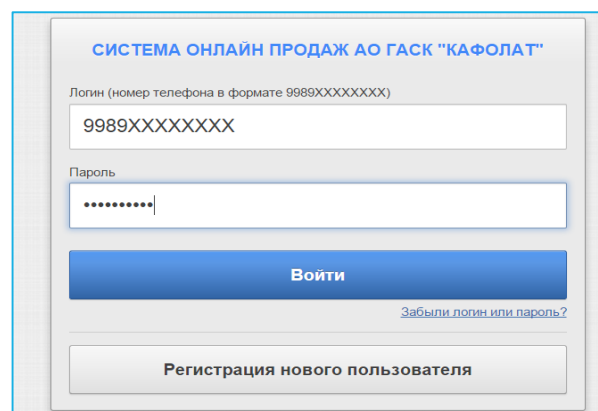 СИСТЕМА ОНЛАЙН ПРОДАЖ АО ГАСК "КАФОЛАТ"
Логин (номер телефона в формате 9989XXXXXXXX)
9989XXXXXXXX
Пароль
••••••••••
Войти
Забыли логин или пароль?
Регистрация нового пользователя